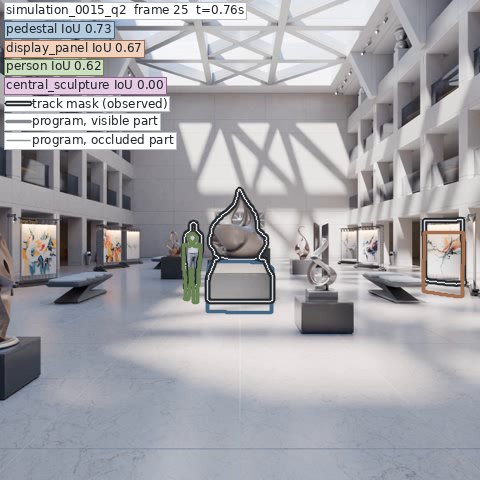 simulation_0015_q2 frame 25 t=0.76s
pedestal IoU 0.73
display_panel IoU 0.67
person IoU 0.62
central_sculpture IoU 0.00
track mask (observed)
program, visible part
program, occluded part